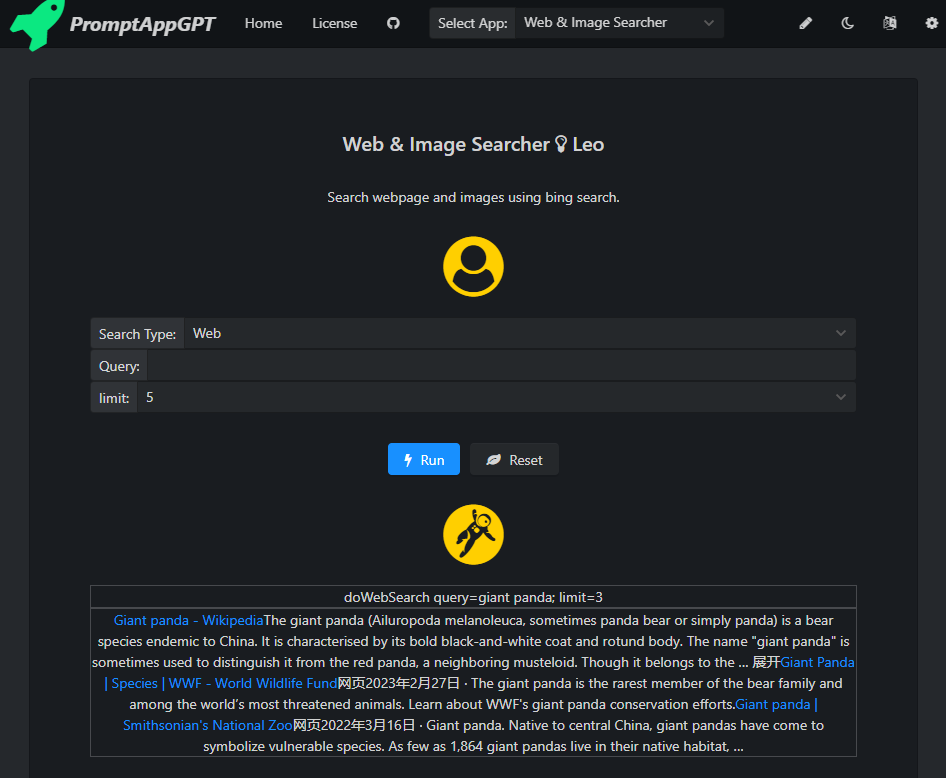 PromptAppGPT Home License Select App: Web & Image Searcher
Web & Image Searcher Leo
Search webpage and images using bing search.
Search Type: Web
Query:
limit: 5
Run Reset
doWebSearch query=giant panda; limit=3
Giant panda - WikipediaThe giant panda (Ailuropoda melanoleuca, sometimes panda bear or simply panda) is a bear
species endemic to China. It is characterised by its bold black-and-white coat and rotund body. The name "giant panda" is
sometimes used to distinguish it from the red panda, a neighboring musteloid. Though it belongs to the ... 展开Giant Panda
| Species | WWF - World Wildlife Fund网页2023年2月27日 · The giant panda is the rarest member of the bear family and
among the world’s most threatened animals. Learn about WWF's giant panda conservation efforts.Giant panda |
Smithsonian's National Zoo网页2022年3月16日 · Giant panda. Native to central China, giant pandas have come to
symbolize vulnerable species. As few as 1,864 giant pandas live in their native habitat, ...